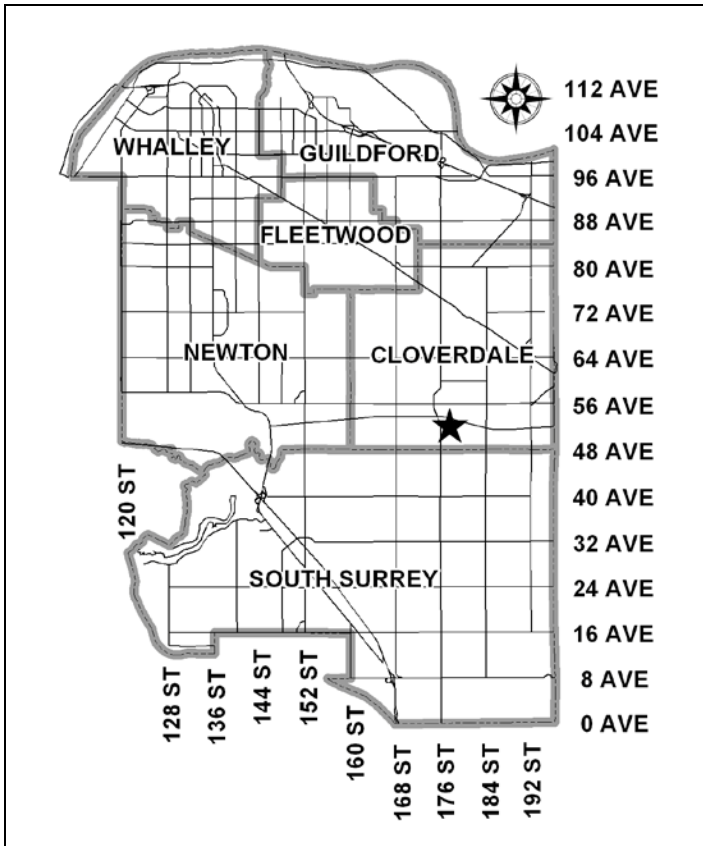 112 AVE
104 AVE
WHALLEY
GUILDFORD
96 AVE
88 AVE
FLEETWOOD
80 AVE
72 AVE
NEWTON
CLOVERDALE
64 AVE
56 AVE
48 AVE
120 ST
40 AVE
32 AVE
SOUTH SURREY
24 AVE
16 AVE
8 AVE
0 AVE
128 ST
136 ST
144 ST
152 ST
160 ST
168 ST
176 ST
184 ST
192 ST